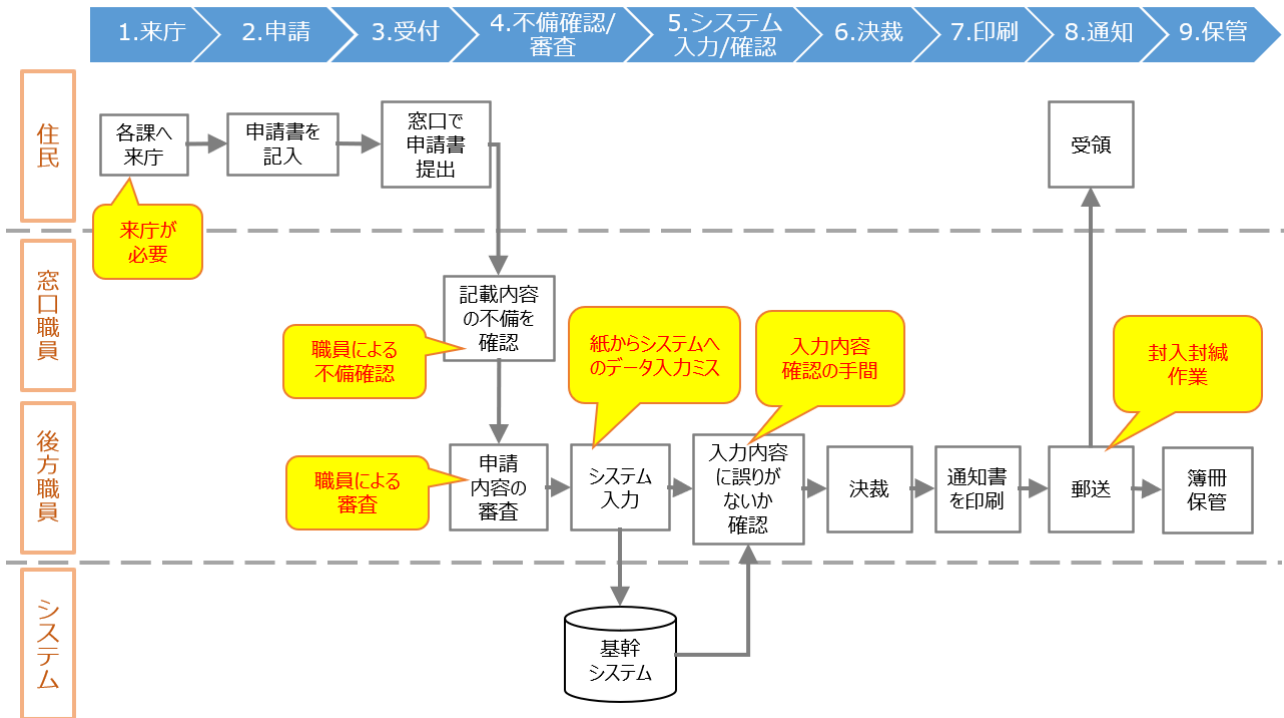 1.来庁
2.申請
3.受付
4.不備確認/
審査
5.システム
入力/確認
6.決裁
7.印刷
8.通知
9.保管
住民
各課へ
来庁
申請書を
記入
窓口で
申請書
提出
受領
来庁が
必要
窓口職員
記載内容
の不備を
確認
職員による
不備確認
紙からシステムへ
のデータ入力ミス
入力内容
確認の手間
封入封緘
作業
後方職員
職員による
審査
申請
内容の
審査
システム
入力
入力内容
に誤りが
ないか
確認
決裁
通知書
を印刷
郵送
簿冊
保管
システム
基幹
システム